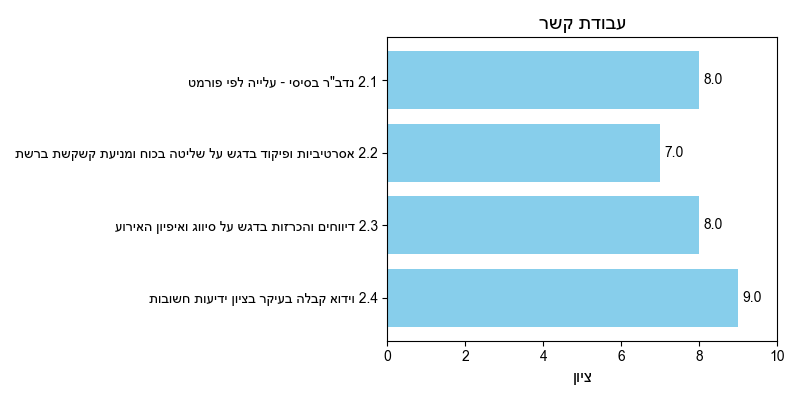 עבודת קשר
2.1 נדב"ר בסיסי - עלייה לפי פורמט
8.0
2.2 אסרטיביות ופיקוד בדגש על שליטה בכוח ומניעת קשקשת ברשת
7.0
2.3 דיווחים והכרזות בדגש על סיווג ואיפיון האירוע
8.0
2.4 וידוא קבלה בעיקר בציון ידיעות חשובות
9.0
0 2 4 6 8 10
ציון